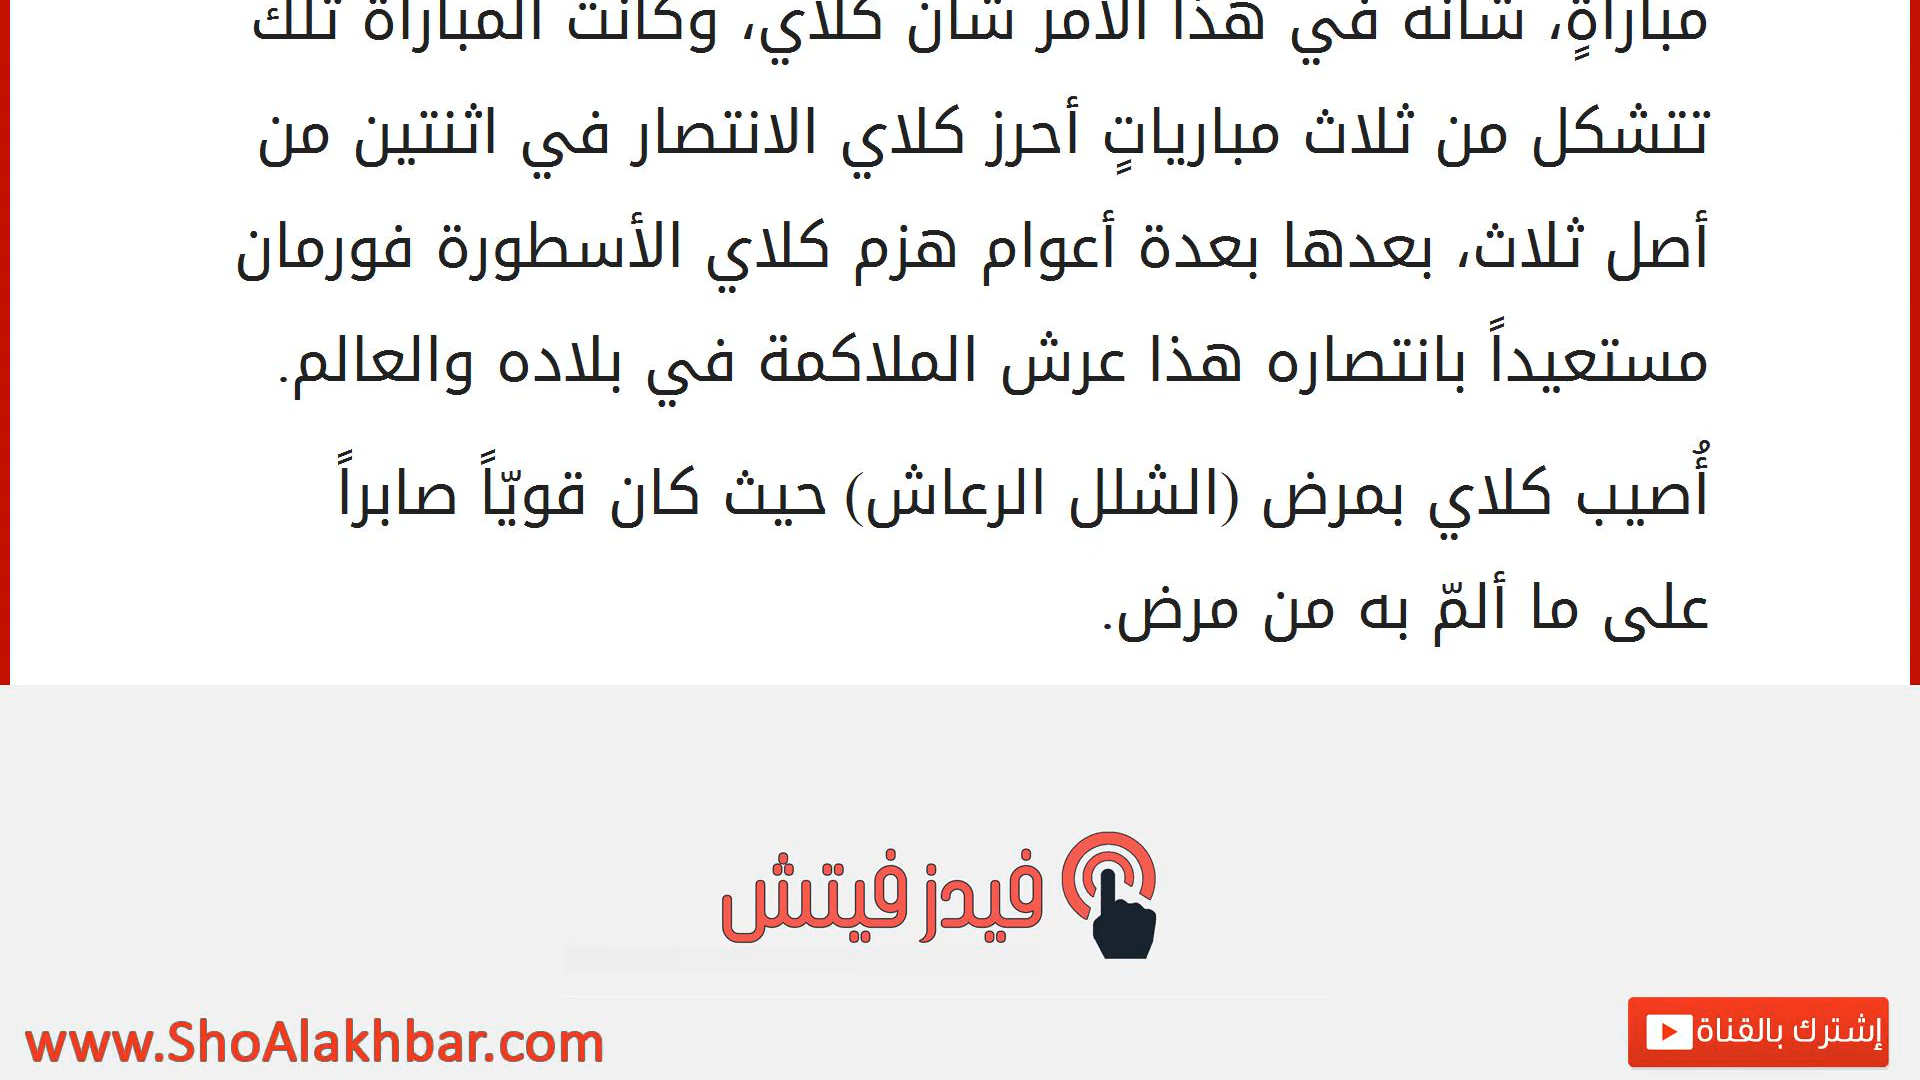 مباراةٍ، شأنه في هذا الأمر شأن كلاي، وكانت المباراة تلك
تتشكل من ثلاث مبارياتٍ أحرز كلاي الانتصار في اثنتين من
أصل ثلاث، بعدها بعدة أعوام هزم كلاي الأسطورة فورمان
مستعيداً بانتصاره هذا عرش الملاكمة في بلاده والعالم.
أُصيب كلاي بمرض (الشلل الرعاش) حيث كان قويّاً صابراً
على ما ألمّ به من مرض.
فيدز فيتش
www.ShoAlakhbar.com
إشترك بالقناة